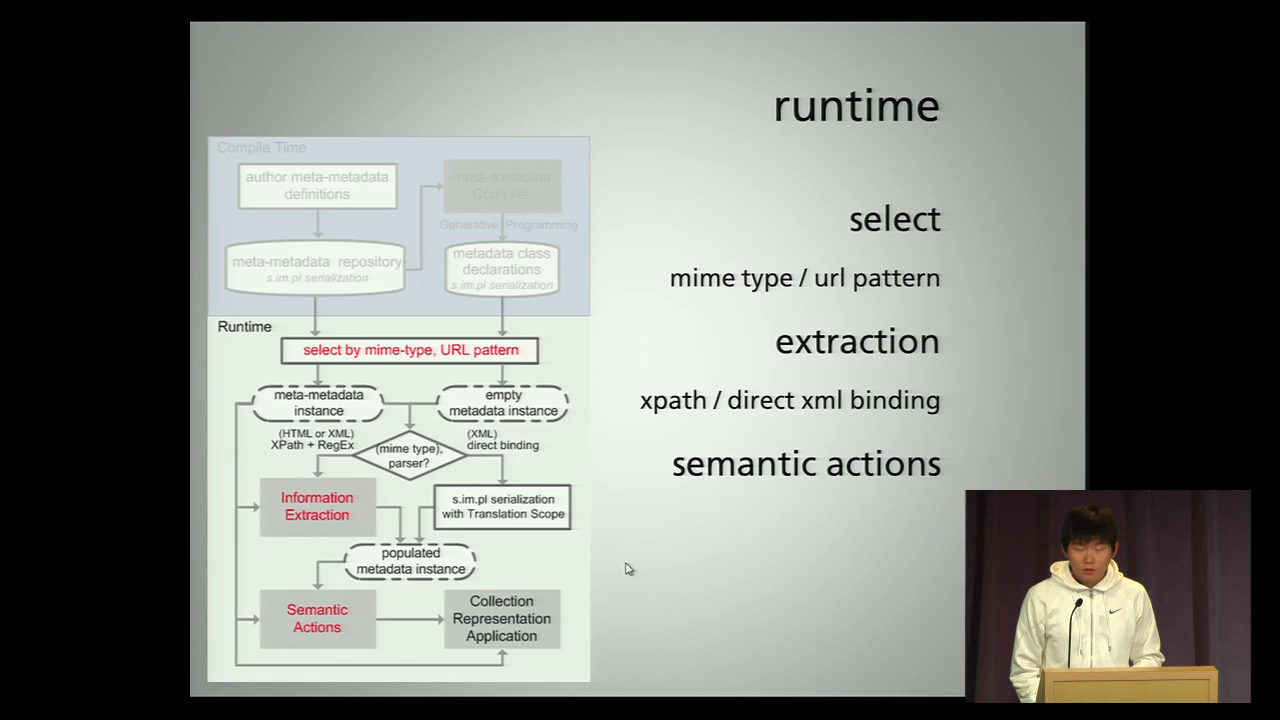 runtime
select
mime type / url pattern
extraction
xpath / direct xml binding
semantic actions
Compile Time
author meta-metadata
definitions
meta-metadata
Compiler
Generative Programming
meta-metadata repository
s.im.pl serialization
metadata class
declarations
s.im.pl serialization
Runtime
select by mime-type, URL pattern
meta-metadata
instance
empty
metadata instance
(HTML or XML)
XPath + RegEx
(mime type),
parser?
(XML)
direct binding
Information
Extraction
s.im.pl serialization
with Translation Scope
populated
metadata instance
Semantic
Actions
Collection
Representation
Application